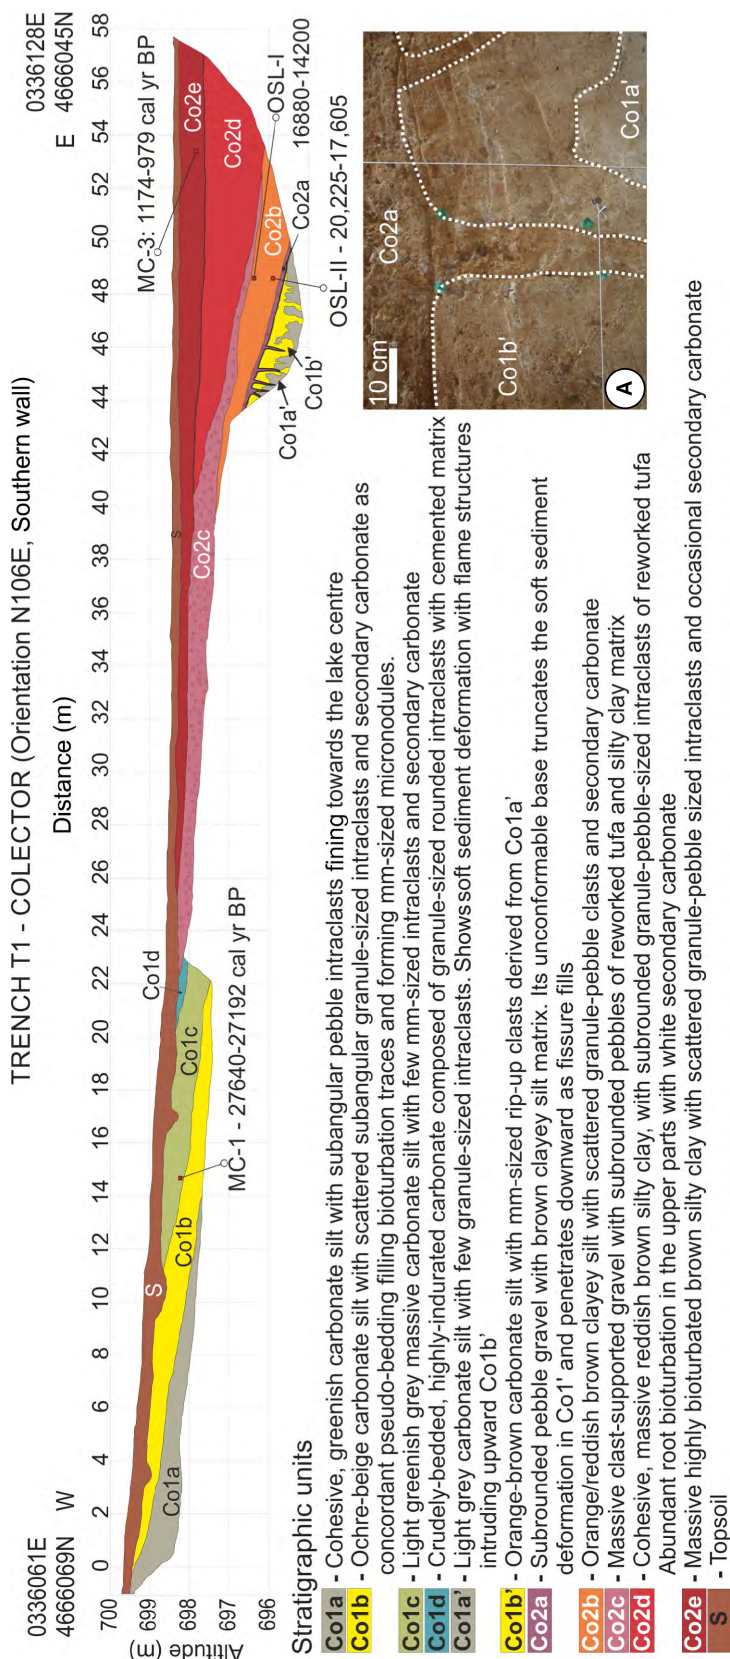 TRENCH T1 - COLECTOR (Orientation N106E, Southern wall)
0336061E
4666069N
W
0336128E
4666045N
E
Distance (m)
0 2 4 6 8 10 12 14 16 18 20 22 24 26 28 30 32 34 36 38 40 42 44 46 48 50 52 54 56 58
Altitude (m)
700
699
698
697
696
Co1a
S
Co1b
MC-1 - 27640-27192 cal yr BP
Co1c
Co1d
S
Co2c
MC-3: 1174-979 cal yr BP
Co2e
Co2d
Co2b
OSL-I
16880-14200
Co2a
OSL-II - 20,225-17,605
Co1a'
Co1b'
Stratigraphic units
Co1a - Cohesive, greenish carbonate silt with subangular pebble intraclasts fining towards the lake centre
Co1b - Ochre-beige carbonate silt with scattered subangular granule-sized intraclasts and secondary carbonate as
concordant pseudo-bedding filling bioturbation traces and forming mm-sized micronodules.
Co1c - Light greenish grey massive carbonate silt with few mm-sized intraclasts and secondary carbonate
Co1d - Crudely-bedded, highly-indurated carbonate composed of granule-sized rounded intraclasts with cemented matrix
Co1a' - Light grey carbonate silt with few granule-sized intraclasts. Shows soft sediment deformation with flame structures
intruding upward Co1b'
Co1b' - Orange-brown carbonate silt with mm-sized rip-up clasts derived from Co1a'
Co2a - Subrounded pebble gravel with brown clayey silt matrix. Its unconformable base truncates the soft sediment
deformation in Co1' and penetrates downward as fissure fills
Co2b - Orange/reddish brown clayey silt with scattered granule-pebble clasts and secondary carbonate
Co2c - Massive clast-supported gravel with subrounded pebbles of reworked tufa and silty clay matrix
Co2d - Cohesive, massive reddish brown silty clay, with subrounded granule-pebble-sized intraclasts of reworked tufa
Abundant root bioturbation in the upper parts with white secondary carbonate
Co2e - Massive highly bioturbated brown silty clay with scattered granule-pebble sized intraclasts and occasional secondary carbonate
S - Topsoil
10 cm
Co2a
Co1b'
Co1a'
A